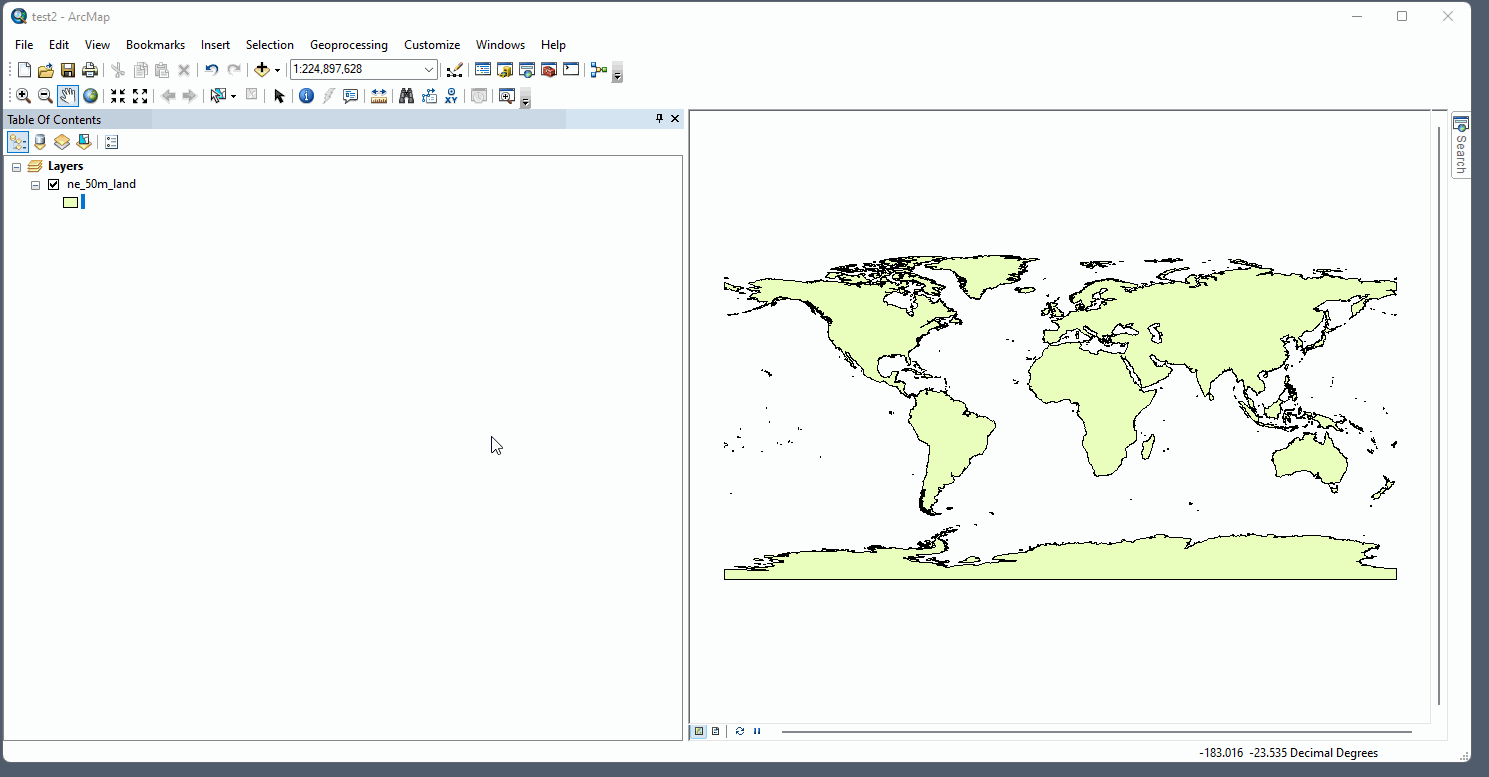 test2 - ArcMap
File Edit View Bookmarks Insert Selection Geoprocessing Customize Windows Help
1:224,897,628
XY
Table Of Contents
Search
Layers
ne_50m_land
-183.016 -23.535 Decimal Degrees